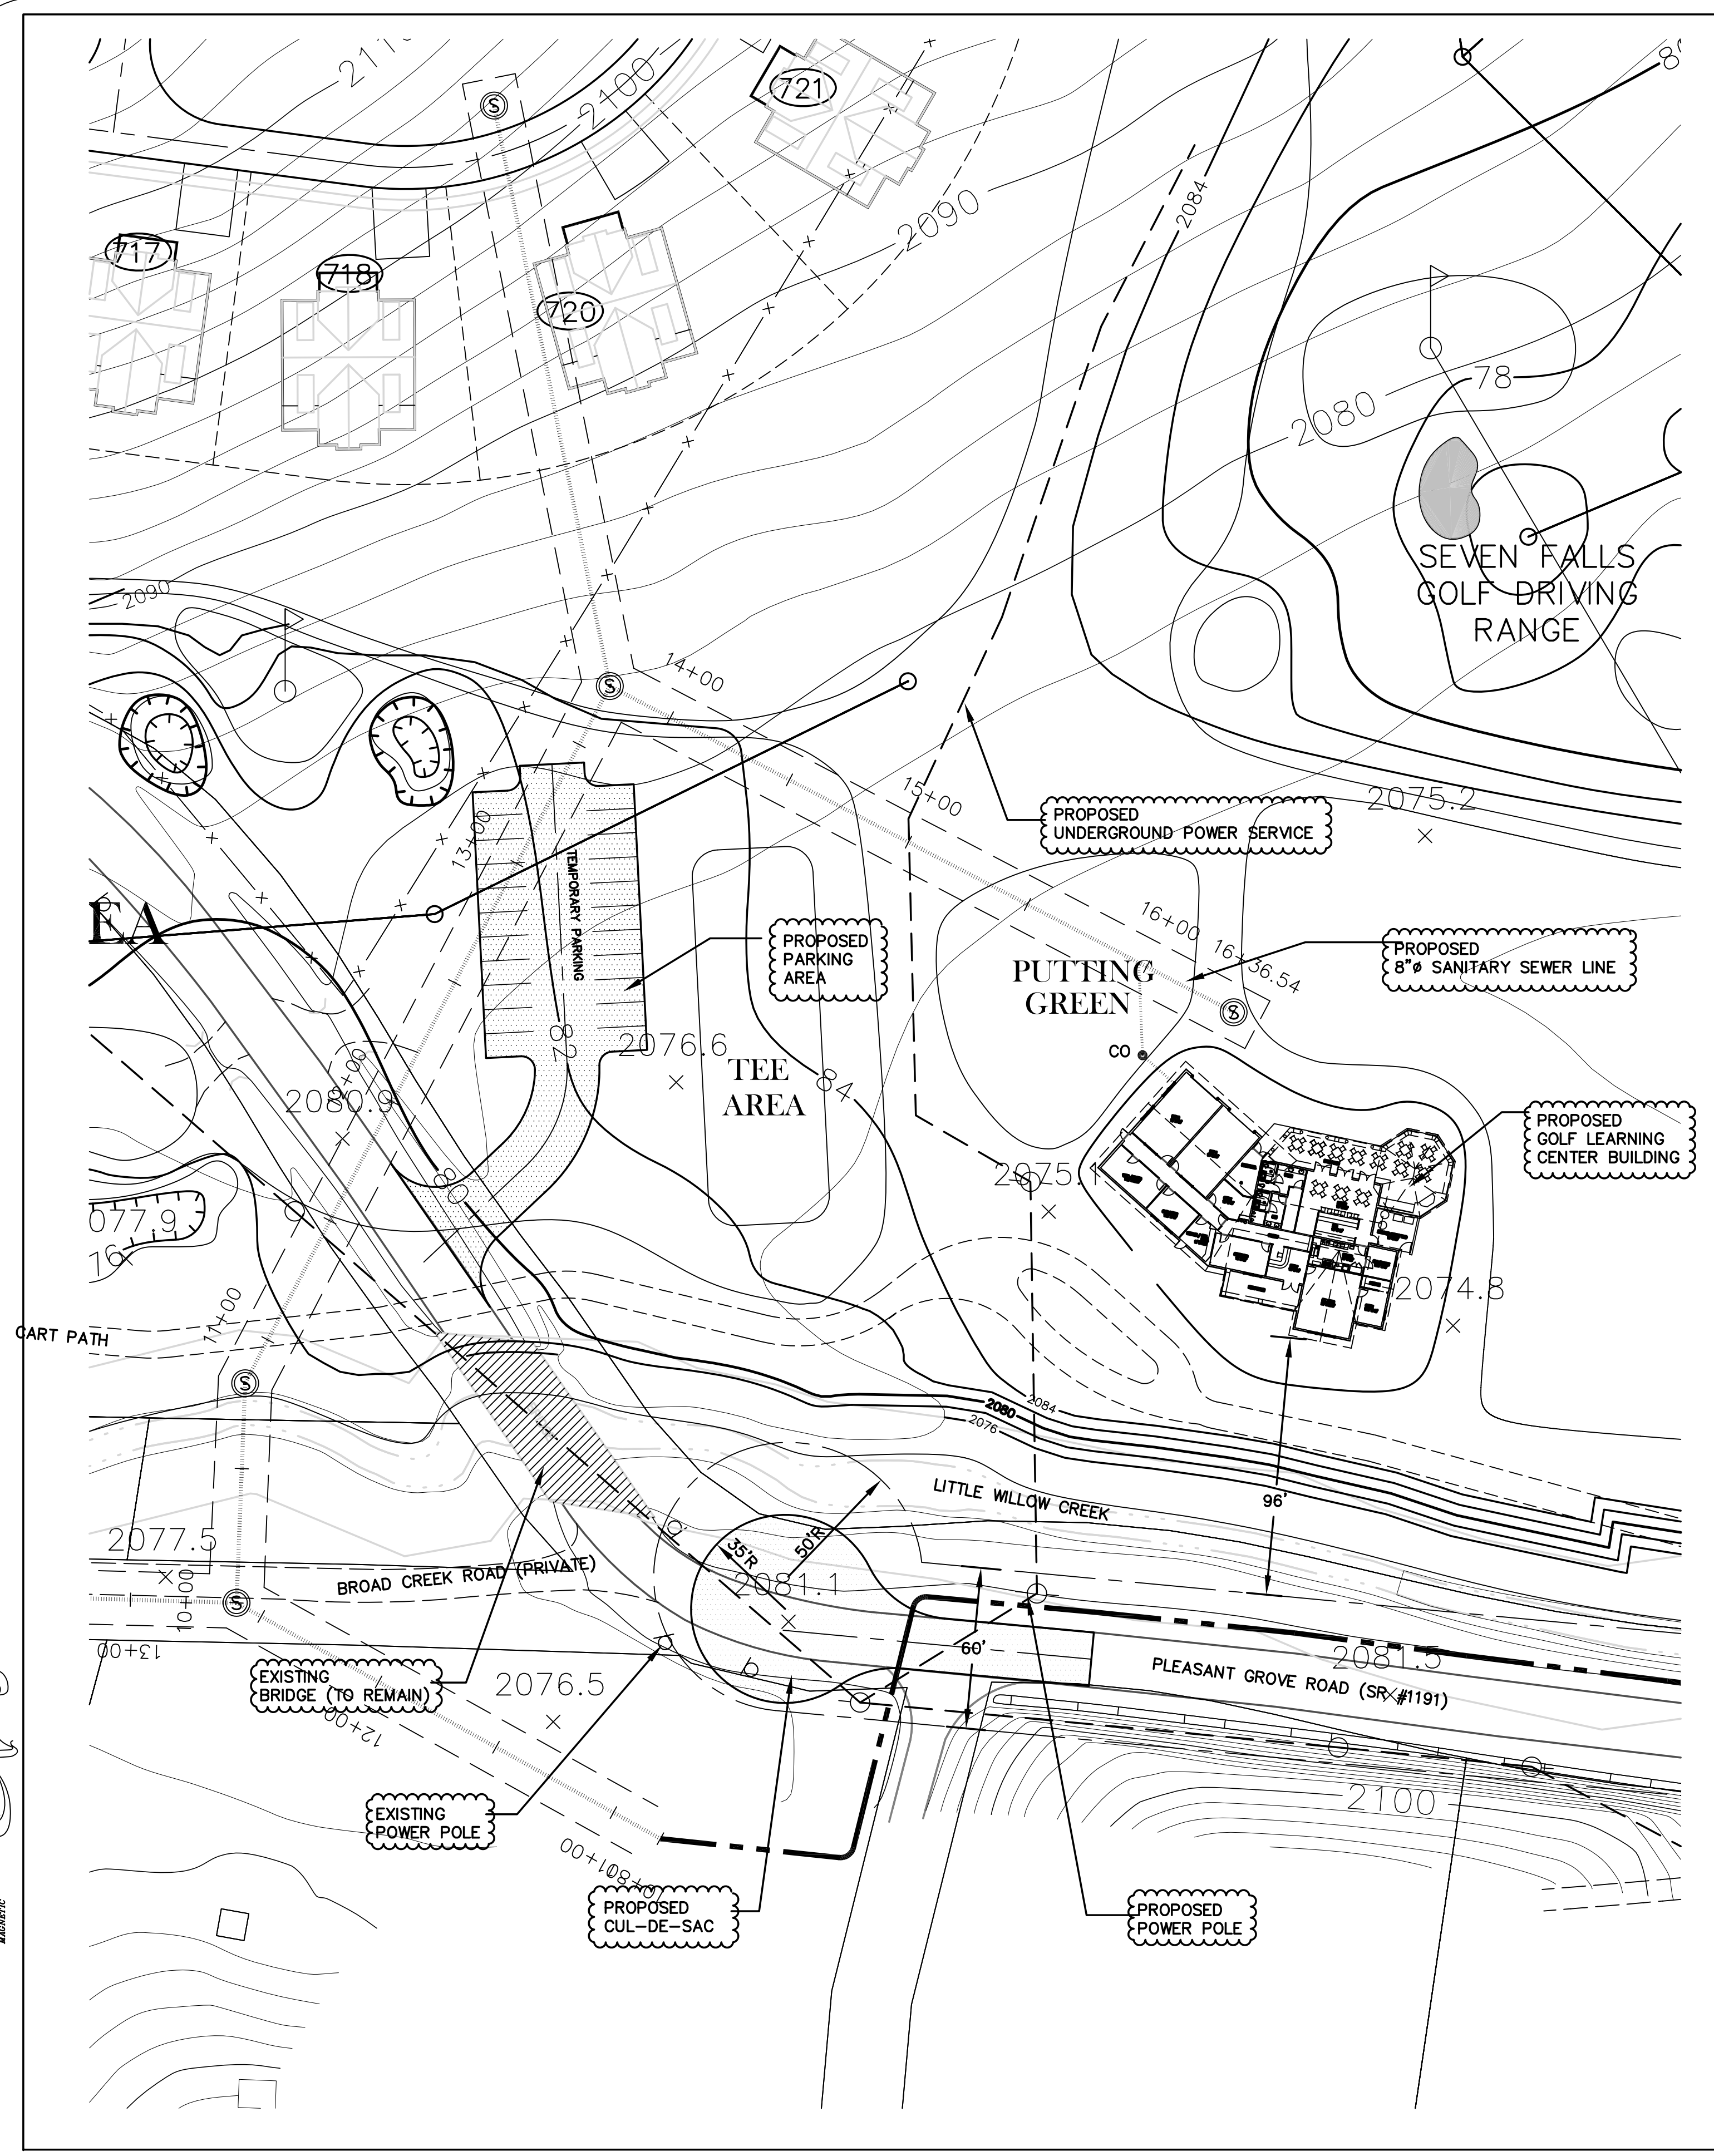 2100
721
2090
2084
717
718
720
2080
78
SEVEN FALLS
GOLF DRIVING
RANGE
2090
14+00
15+00
PROPOSED
UNDERGROUND POWER SERVICE
2075.2
13+00
TEMPORARY PARKING
EA
PROPOSED
PARKING
AREA
16+00
16+36.54
PROPOSED
8"ø SANITARY SEWER LINE
PUTTING
GREEN
S
CO
82
2076.6
TEE
AREA
84
2080.9
2075.1
PROPOSED
GOLF LEARNING
CENTER BUILDING
80
077.9
76
2074.8
11+00
CART PATH
S
2084
2080
2076
LITTLE WILLOW CREEK
96'
2077.5
BROAD CREEK ROAD (PRIVATE)
35'R
50'R
2081.1
10+00
S
13+00
60'
2081.5
PLEASANT GROVE ROAD (SR #1191)
EXISTING
BRIDGE (TO REMAIN)
2076.5
12+00
EXISTING
POWER POLE
2100
PROPOSED
CUL-DE-SAC
PROPOSED
POWER POLE
MAGNETIC